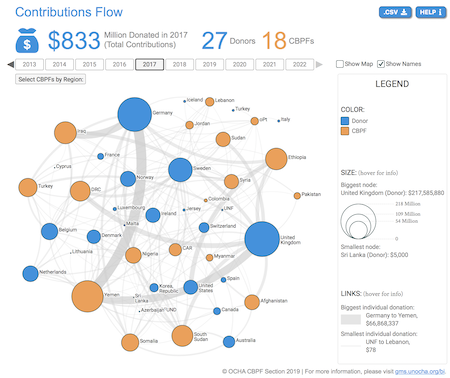 Contributions Flow
.CSV
HELP
$833 Million Donated in 2017
(Total Contributions)
27 Donors 18 CBPFs
2013 2014 2015 2016 2017 2018 2019 2020 2021 2022
Select CBPFs by Region:
Show Map
Show Names
Germany
Iceland
Lebanon
Iraq
Jordan
oPt
Italy
Sudan
France
Ethiopia
Cyprus
Sweden
Norway
Turkey
DRC
Syria
Pakistan
Colombia
Luxembourg
Ireland
Jersey
UNF
Malta
Switzerland
Belgium
Denmark
United
Kingdom
Lithuania
Nigeria
CAR
Myanmar
Netherlands
Spain
Korea,
Republic
United
States
Yemen
Sri
Lanka
Afghanistan
Azerbaijan
UND
Canada
Somalia
South
Sudan
Australia
LEGEND
COLOR:
Donor
CBPF
SIZE: (hover for info)
Biggest node:
United Kingdom (Donor): $217,585,880
218 Million
109 Million
54 Million
0
Smallest node:
Sri Lanka (Donor): $5,000
LINKS: (hover for info)
Biggest individual donation:
Germany to Yemen,
$66,868,337
Smallest individual donation:
UNF to Lebanon,
$78
© OCHA CBPF Section 2019 | For more information, please visit gms.unocha.org/bi.